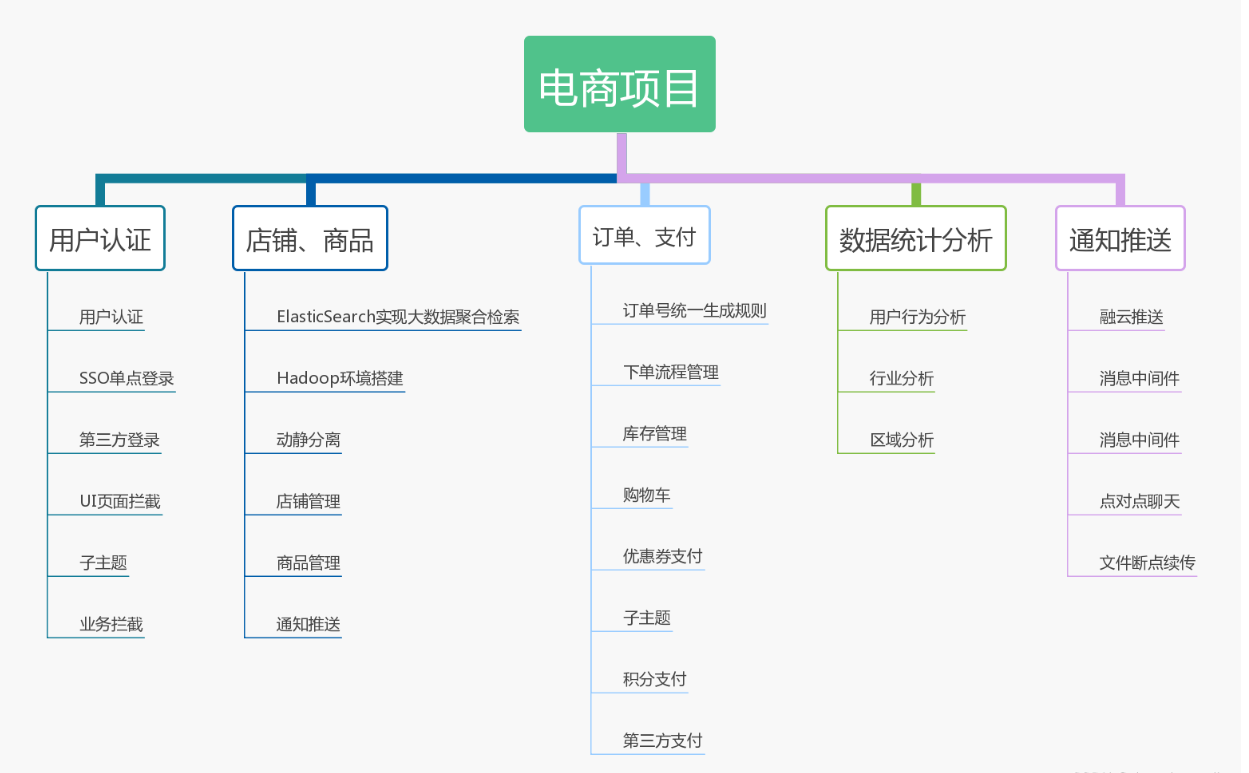 电商项目
用户认证
用户认证
SSO单点登录
第三方登录
UI页面拦截
子主题
业务拦截
店铺、商品
ElasticSearch实现大数据聚合检索
Hadoop环境搭建
动静分离
店铺管理
商品管理
通知推送
订单、支付
订单号统一生成规则
下单流程管理
库存管理
购物车
优惠券支付
子主题
积分支付
第三方支付
数据统计分析
用户行为分析
行业分析
区域分析
通知推送
融云推送
消息中间件
消息中间件
点对点聊天
文件断点续传